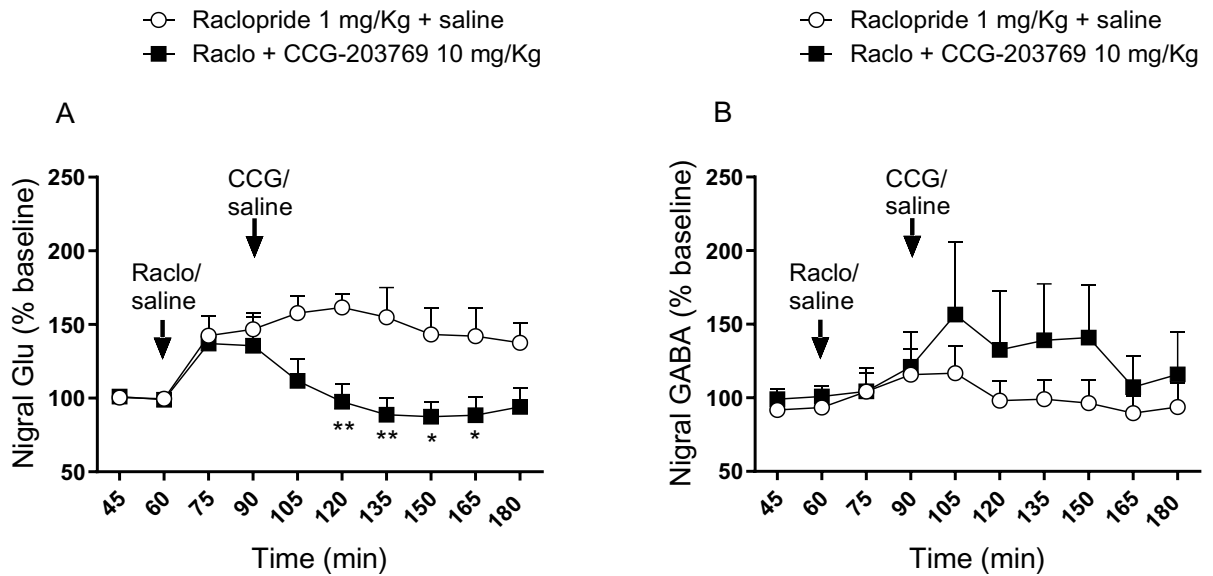 Raclopride 1 mg/Kg + saline
Raclo + CCG-203769 10 mg/Kg
A
Nigral Glu (% baseline)
250
200
150
100
50
Raclo/
saline
CCG/
saline
**
**
*
*
45
60
75
90
105
120
135
150
165
180
Time (min)
Raclopride 1 mg/Kg + saline
Raclo + CCG-203769 10 mg/Kg
B
Nigral GABA (% baseline)
250
200
150
100
50
Raclo/
saline
CCG/
saline
45
60
75
90
105
120
135
150
165
180
Time (min)